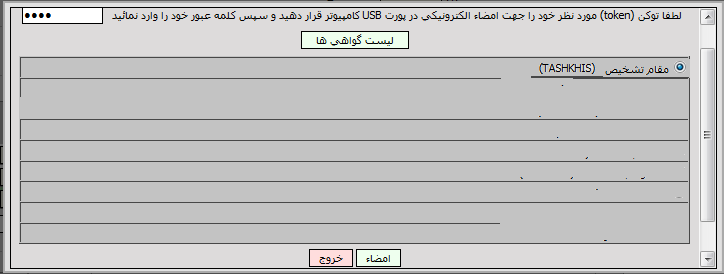 لطفا توکن (token) مورد نظر خود را جهت امضاء الکترونیکی در پورت USB کامپیوتر قرار دهید و سپس کلمه عبور خود را وارد نمائید
لیست گواهی ها
مقام تشخیص (TASHKHIS)
امضاء خروج